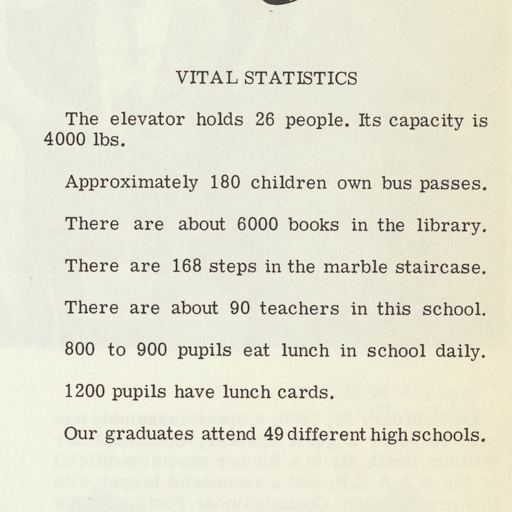 VITAL STATISTICS
The elevator holds 26 people. Its capacity is
4000 lbs.
Approximately 180 children own bus passes.
There are about 6000 books in the library.
There are 168 steps in the marble staircase.
There are about 90 teachers in this school.
800 to 900 pupils eat lunch in school daily.
1200 pupils have lunch cards.
Our graduates attend 49 different high schools.